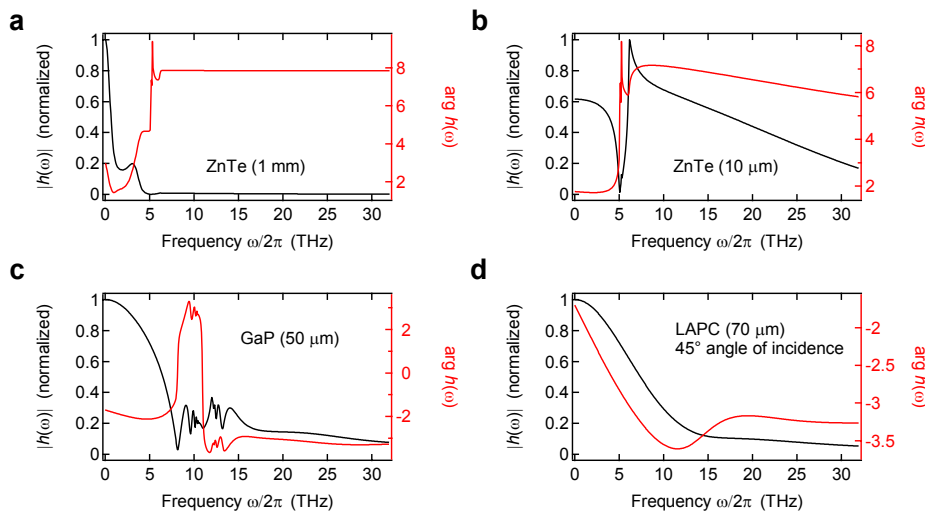 a
|h(ω)| (normalized)
1
0.8
0.6
0.4
0.2
0
8
6
4
2
arg h(ω)
ZnTe (1 mm)
0 5 10 15 20 25 30
Frequency ω/2π (THz)
b
|h(ω)| (normalized)
1
0.8
0.6
0.4
0.2
0
8
6
4
2
arg h(ω)
ZnTe (10 μm)
0 5 10 15 20 25 30
Frequency ω/2π (THz)
c
|h(ω)| (normalized)
1
0.8
0.6
0.4
0.2
0
2
0
-2
arg h(ω)
GaP (50 μm)
0 5 10 15 20 25 30
Frequency ω/2π (THz)
d
|h(ω)| (normalized)
1
0.8
0.6
0.4
0.2
0
-2
-2.5
-3
-3.5
arg h(ω)
LAPC (70 μm)
45° angle of incidence
0 5 10 15 20 25 30
Frequency ω/2π (THz)